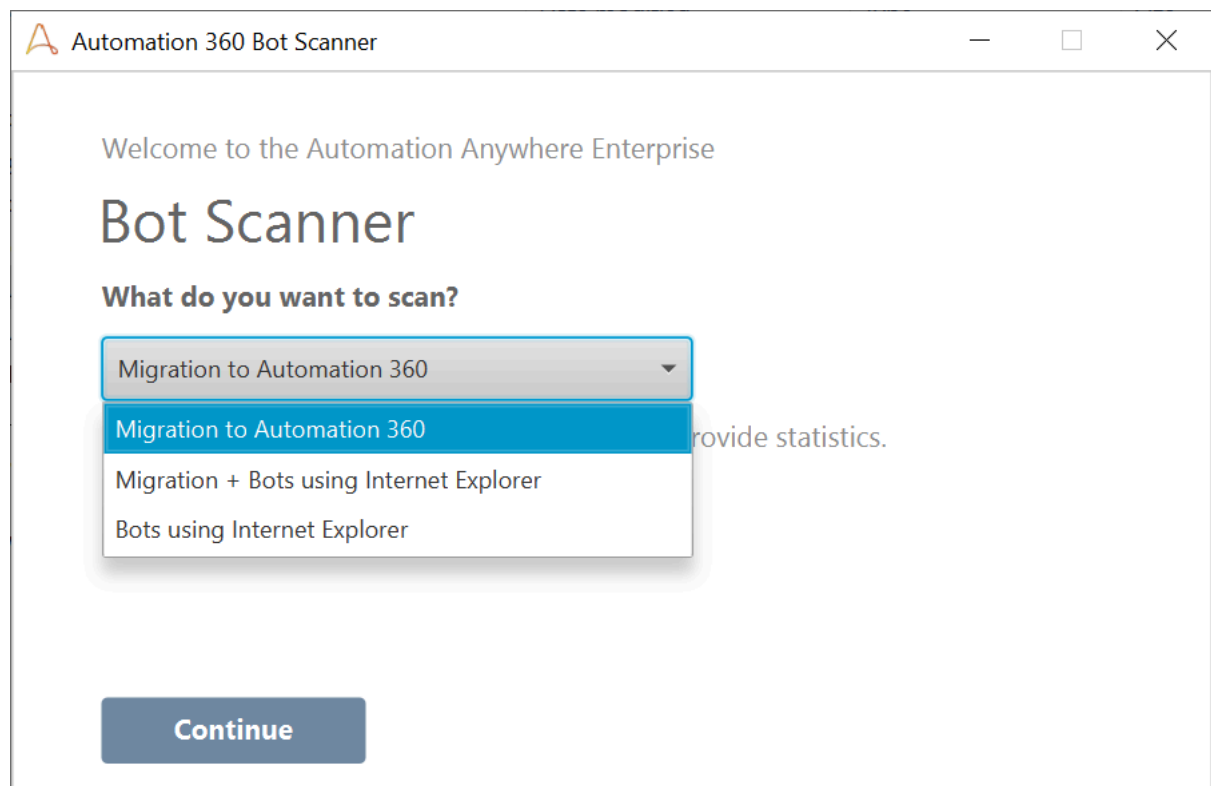 Automation 360 Bot Scanner
Welcome to the Automation Anywhere Enterprise
Bot Scanner
What do you want to scan?
Migration to Automation 360
Migration to Automation 360
provide statistics.
Migration + Bots using Internet Explorer
Bots using Internet Explorer
Continue